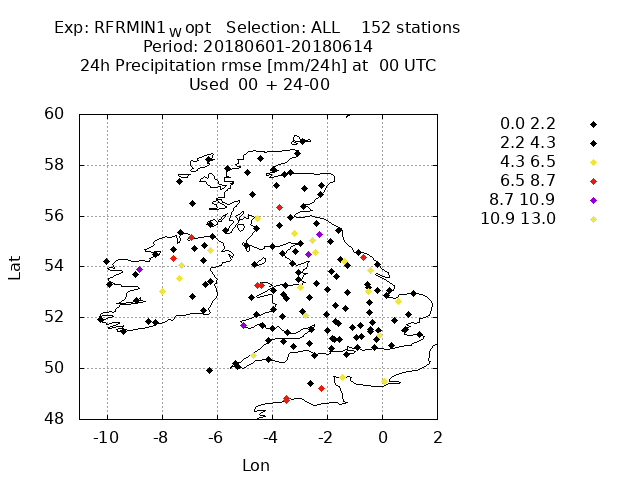 Exp: RFRMIN1wopt Selection: ALL 152 stations
Period: 20180601-20180614
24h Precipitation rmse [mm/24h] at 00 UTC
Used 00 + 24-00
0.0 2.2
2.2 4.3
4.3 6.5
6.5 8.7
8.7 10.9
10.9 13.0
60
58
56
54
52
50
48
Lat
-10 -8 -6 -4 -2 0 2
Lon